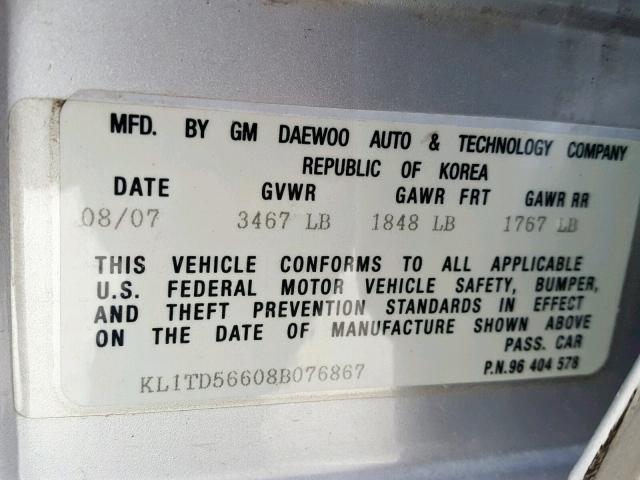 MFD. BY GM DAEWOO AUTO & TECHNOLOGY COMPANY
REPUBLIC OF KOREA
DATE GVWR GAWR FRT GAWR RR
08/07 3467 LB 1848 LB 1767 LB
THIS VEHICLE CONFORMS TO ALL APPLICABLE
U.S. FEDERAL MOTOR VEHICLE SAFETY, BUMPER,
AND THEFT PREVENTION STANDARDS IN EFFECT
ON THE DATE OF MANUFACTURE SHOWN ABOVE
PASS. CAR
KL1TD56608B076867 P.N.96 404 578